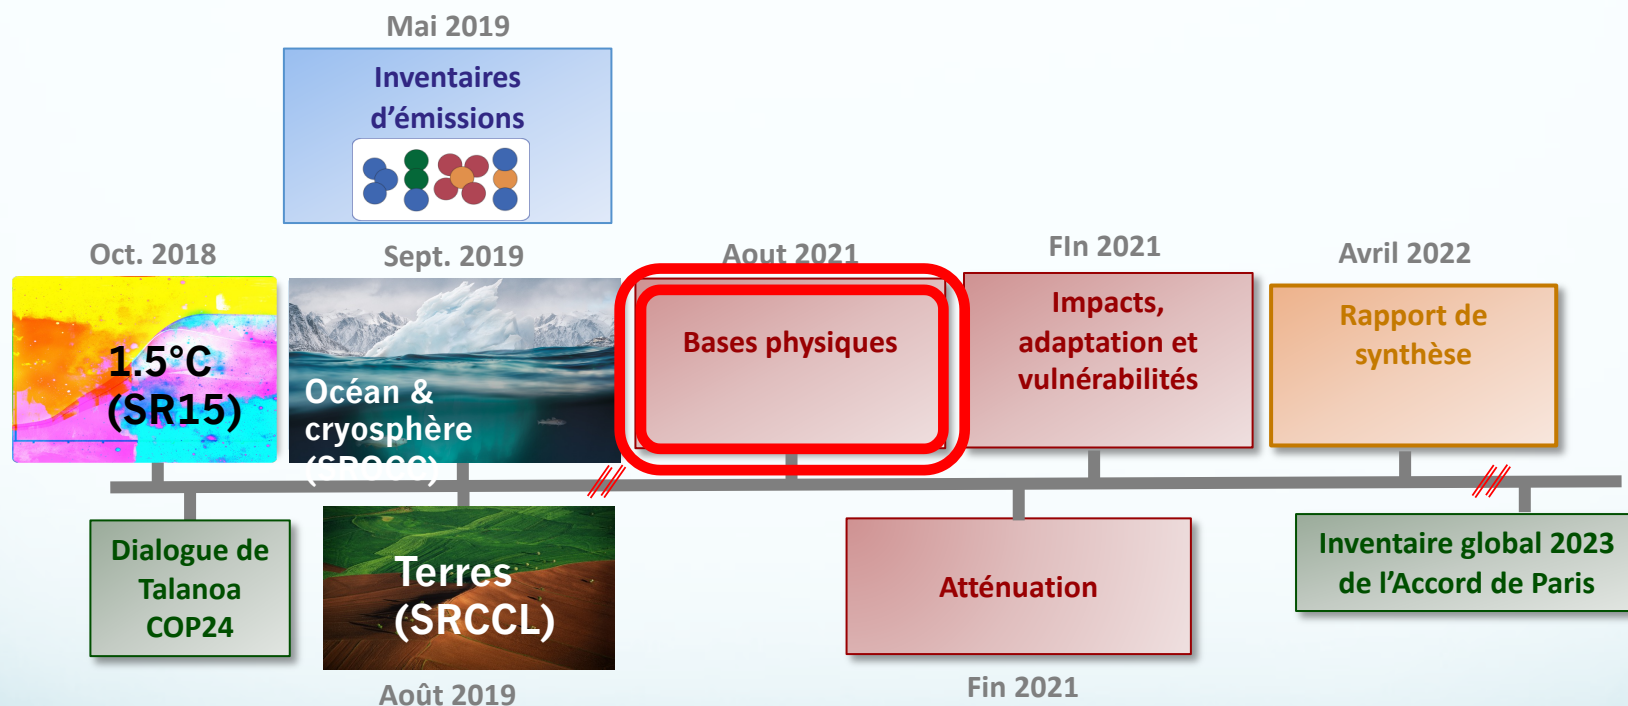 Mai 2019
Inventaires
d’émissions
Oct. 2018
Sept. 2019
Aout 2021
FIn 2021
Avril 2022
1.5°C
(SR15)
Océan &
cryosphère
(SROCC)
Bases physiques
Impacts,
adaptation et
vulnérabilités
Rapport de
synthèse
Dialogue de
Talanoa
COP24
Terres
(SRCCL)
Atténuation
Inventaire global 2023
de l’Accord de Paris
Août 2019
Fin 2021